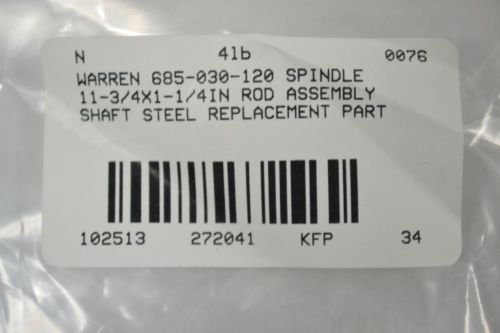 N 4lb 0076
WARREN 685-030-120 SPINDLE
11-3/4X1-1/4IN ROD ASSEMBLY
SHAFT STEEL REPLACEMENT PART
102513 272041 KFP 34